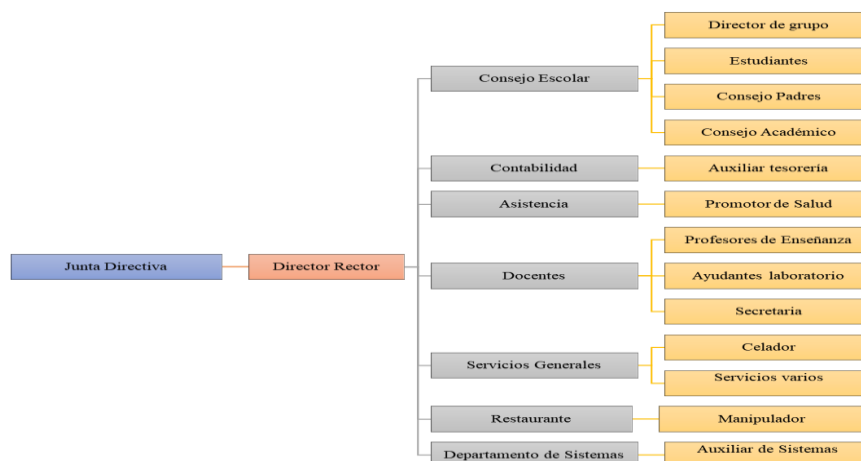 Junta Directiva
Director Rector
Consejo Escolar
Director de grupo
Estudiantes
Consejo Padres
Consejo Académico
Contabilidad
Auxiliar tesorería
Asistencia
Promotor de Salud
Docentes
Profesores de Enseñanza
Ayudantes laboratorio
Secretaria
Servicios Generales
Celador
Servicios varios
Restaurante
Manipulador
Departamento de Sistemas
Auxiliar de Sistemas